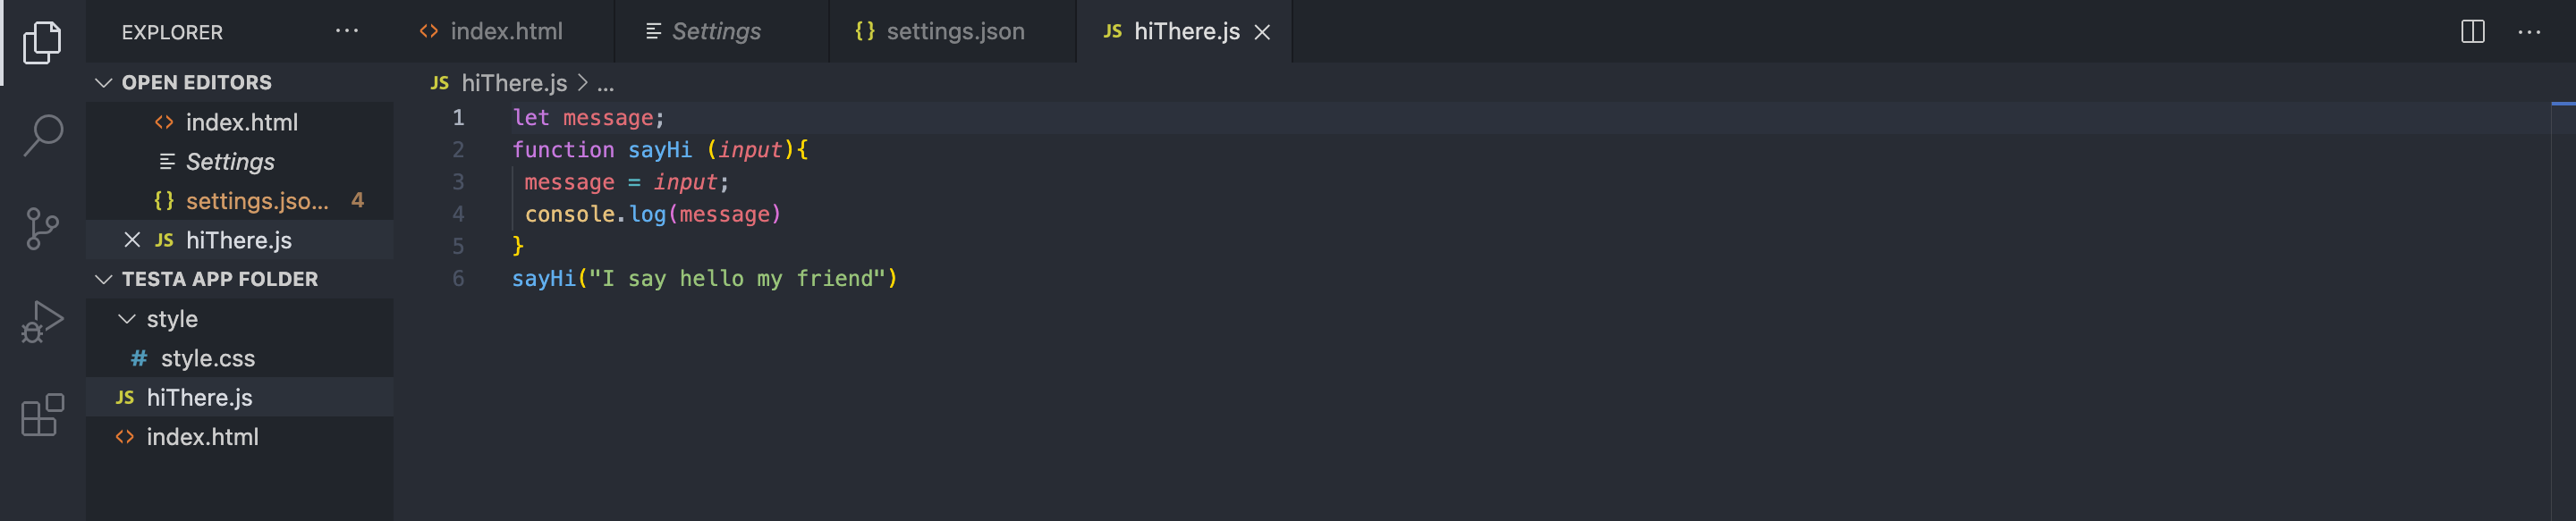 EXPLORER ...
index.html
Settings
{} settings.json
JS hiThere.js
OPEN EDITORS
index.html
Settings
{} settings.jso... 4
JS hiThere.js
TESTA APP FOLDER
style
# style.css
JS hiThere.js
index.html
JS hiThere.js > ...
1 let message;
2 function sayHi (input){
3 message = input;
4 console.log(message)
5 }
6 sayHi("I say hello my friend")